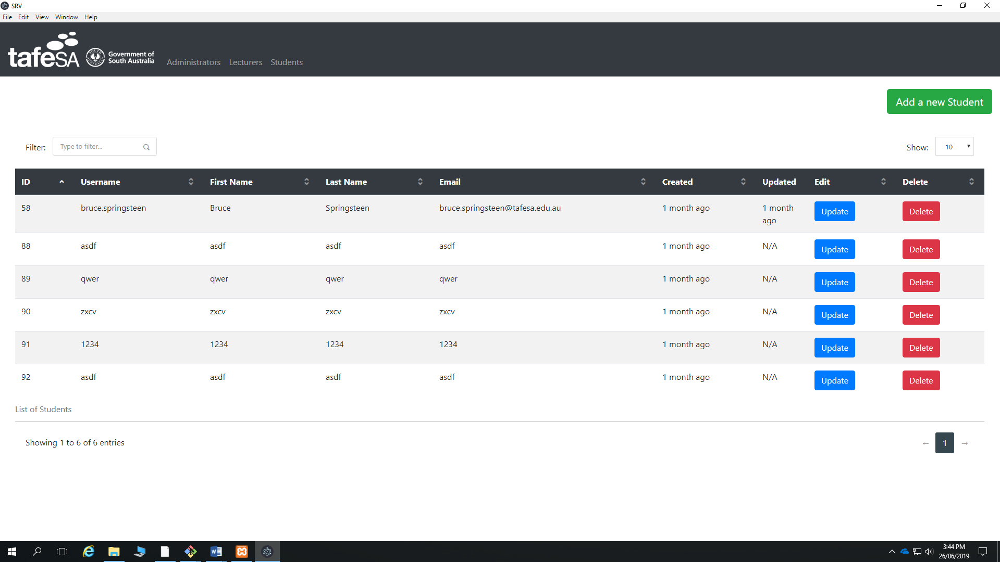 SRV
File Edit View Window Help
tafeSA Government of South Australia Administrators Lecturers Students
Add a new Student
Filter: Type to filter... Show: 10
ID Username First Name Last Name Email Created Updated Edit Delete
58 bruce.springsteen Bruce Springsteen bruce.springsteen@tafesa.edu.au 1 month ago 1 month ago Update Delete
88 asdf asdf asdf asdf 1 month ago N/A Update Delete
89 qwer qwer qwer qwer 1 month ago N/A Update Delete
90 zxcv zxcv zxcv zxcv 1 month ago N/A Update Delete
91 1234 1234 1234 1234 1 month ago N/A Update Delete
92 asdf asdf asdf asdf 1 month ago N/A Update Delete
List of Students
Showing 1 to 6 of 6 entries ← 1 →
3:44 PM
26/06/2019